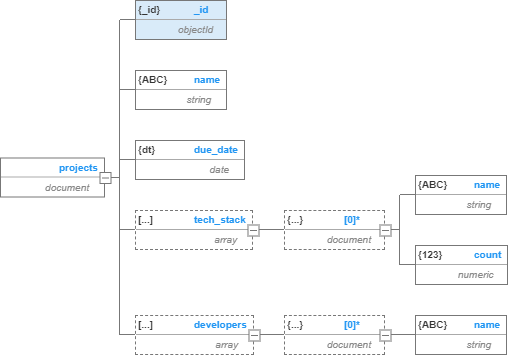 {_id} _id
objectId
{ABC} name
string
{dt} due_date
date
projects
document
[...] tech_stack
array
{...} [0]*
document
{ABC} name
string
{123} count
numeric
[...] developers
array
{...} [0]*
document
{ABC} name
string